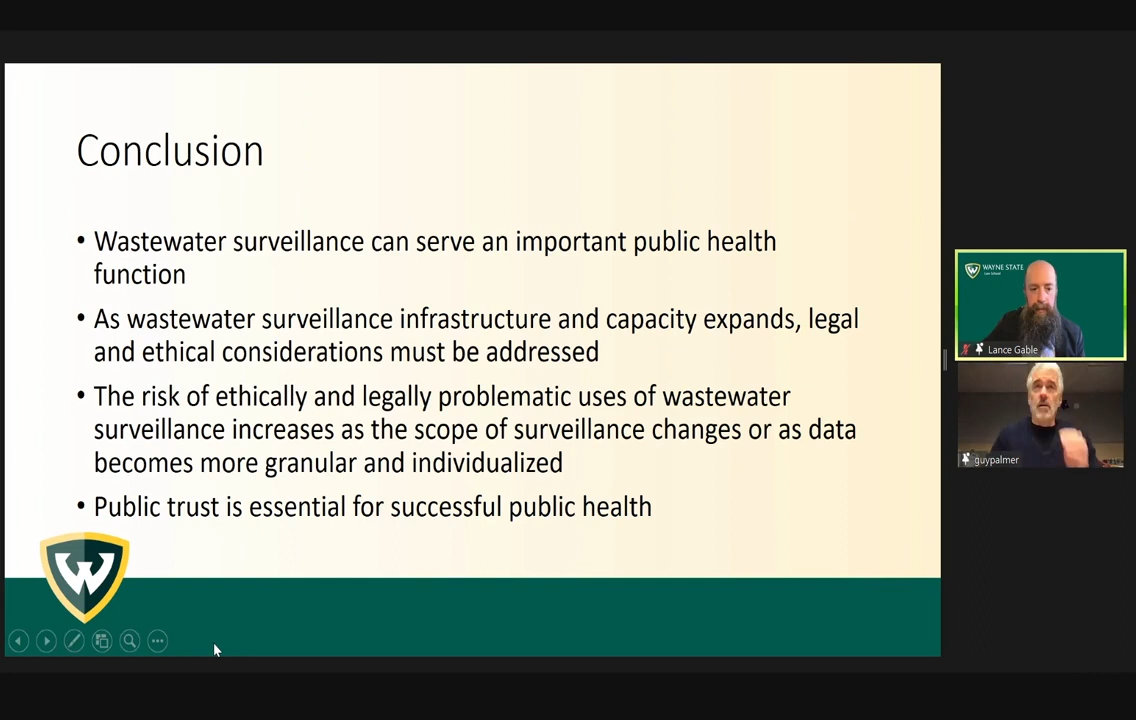 Conclusion
• Wastewater surveillance can serve an important public health
function
• As wastewater surveillance infrastructure and capacity expands, legal
and ethical considerations must be addressed
• The risk of ethically and legally problematic uses of wastewater
surveillance increases as the scope of surveillance changes or as data
becomes more granular and individualized
• Public trust is essential for successful public health
W
WAYNE STATE
Law School
Lance Gable
guypalmer